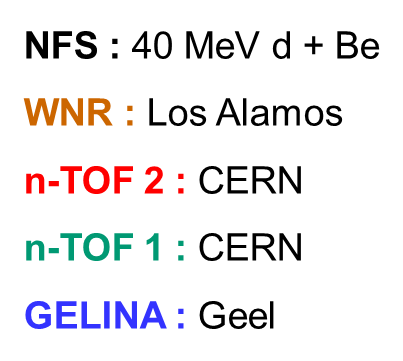 NFS : 40 MeV d + Be
WNR : Los Alamos
n-TOF 2 : CERN
n-TOF 1 : CERN
GELINA : Geel